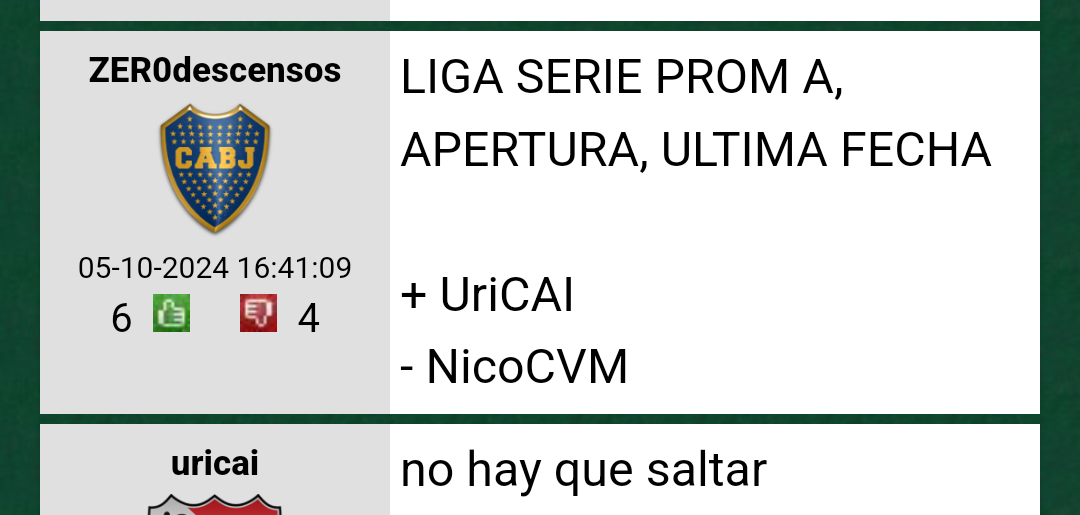 ZER0descensos
CABJ
05-10-2024 16:41:09
6 4
LIGA SERIE PROM A,
APERTURA, ULTIMA FECHA
+ UriCAI
- NicoCVM
uricai
no hay que saltar